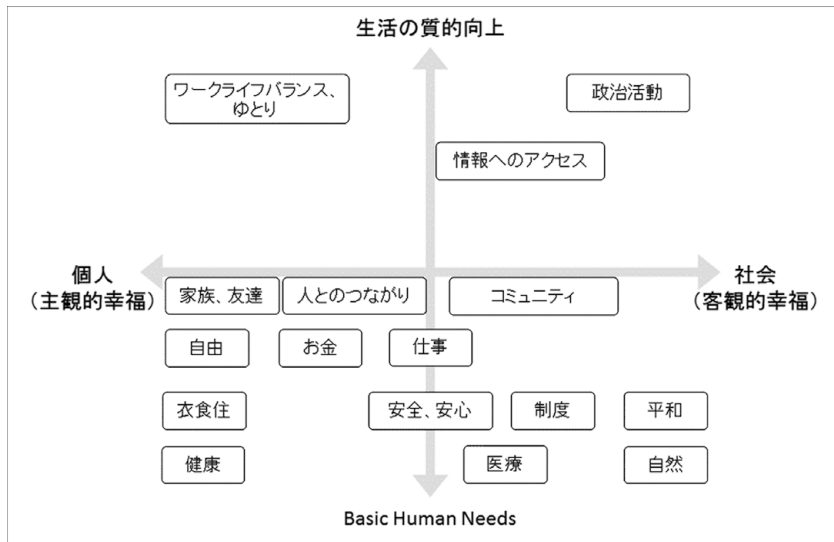 生活の質的向上
ワークライフバランス、
ゆとり
政治活動
情報へのアクセス
個人
（主観的幸福）
社会
（客観的幸福）
家族、友達
人とのつながり
コミュニティ
自由
お金
仕事
衣食住
安全、安心
制度
平和
健康
医療
自然
Basic Human Needs